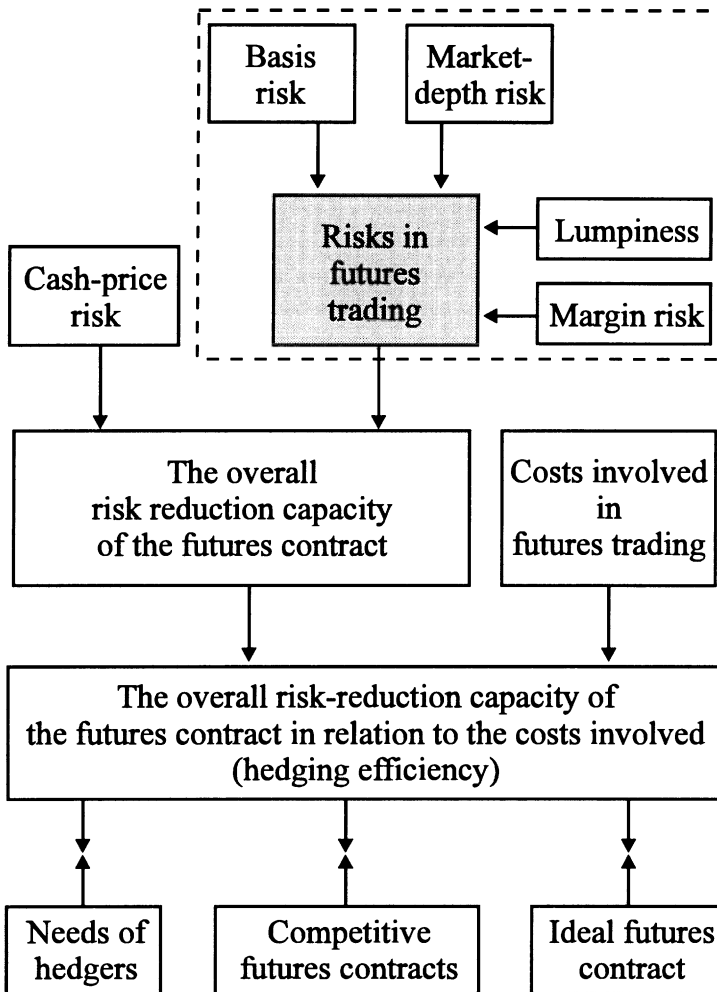 Basis
risk
Market-
depth risk
Risks in
futures
trading
Lumpiness
Margin risk
Cash-price
risk
The overall
risk reduction capacity
of the futures contract
Costs involved
in
futures trading
The overall risk-reduction capacity of
the futures contract in relation to the costs involved
(hedging efficiency)
Needs of
hedgers
Competitive
futures contracts
Ideal futures
contract